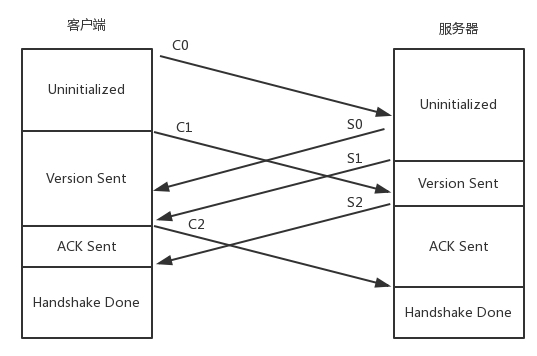 客户端
服务器
C0
Uninitialized
Uninitialized
C1
S0
S1
Version Sent
Version Sent
S2
C2
ACK Sent
ACK Sent
Handshake Done
Handshake Done